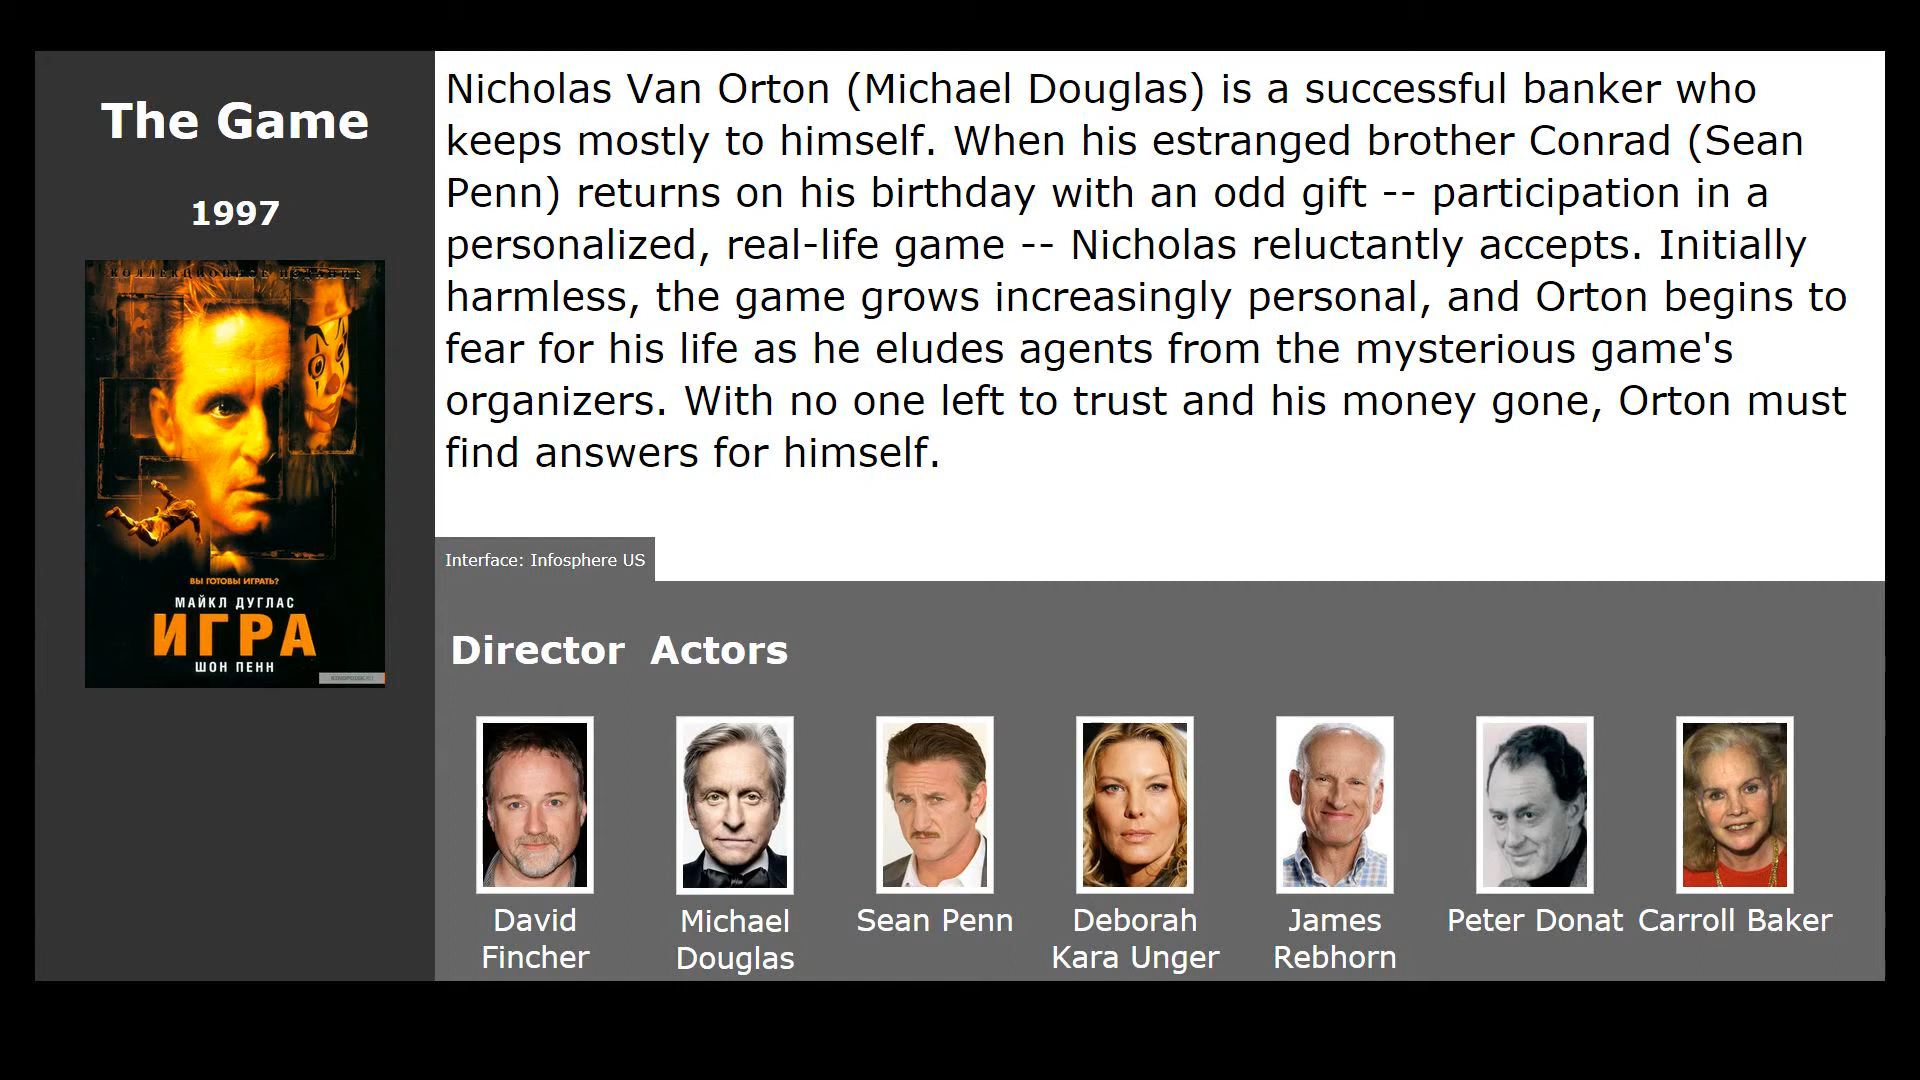 The Game
1997
КОЛЛЕКЦИОННОЕ ИЗДАНИЕ
ВЫ ГОТОВЫ ИГРАТЬ?
МАЙКЛ ДУГЛАС
ИГРА
ШОН ПЕНН
Nicholas Van Orton (Michael Douglas) is a successful banker who
keeps mostly to himself. When his estranged brother Conrad (Sean
Penn) returns on his birthday with an odd gift -- participation in a
personalized, real-life game -- Nicholas reluctantly accepts. Initially
harmless, the game grows increasingly personal, and Orton begins to
fear for his life as he eludes agents from the mysterious game's
organizers. With no one left to trust and his money gone, Orton must
find answers for himself.
Interface: Infosphere US
Director Actors
David
Fincher
Michael
Douglas
Sean Penn
Deborah
Kara Unger
James
Rebhorn
Peter Donat
Carroll Baker